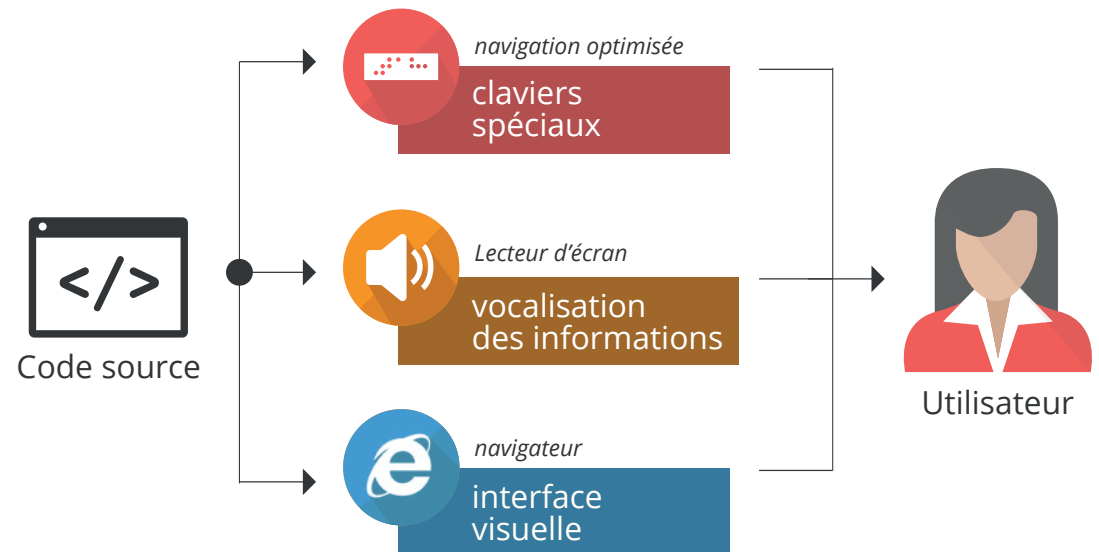 navigation optimisée
claviers
spéciaux
</>
Code source
Lecteur d’écran
vocalisation
des informations
navigateur
interface
visuelle
Utilisateur